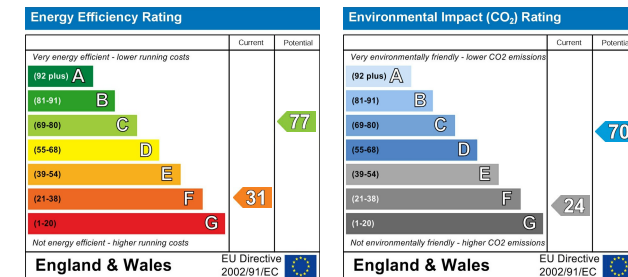 Energy Efficiency Rating
Current Potential
Very energy efficient - lower running costs
(92 plus) A
(81-91) B
(69-80) C
77
(55-68) D
(39-54) E
(21-38) F
31
(1-20) G
Not energy efficient - higher running costs
England & Wales
EU Directive
2002/91/EC
Environmental Impact (CO₂) Rating
Current Potential
Very environmentally friendly - lower CO2 emissions
(92 plus) A
(81-91) B
(69-80) C
70
(55-68) D
(39-54) E
(21-38) F
24
(1-20) G
Not environmentally friendly - higher CO2 emissions
England & Wales
EU Directive
2002/91/EC